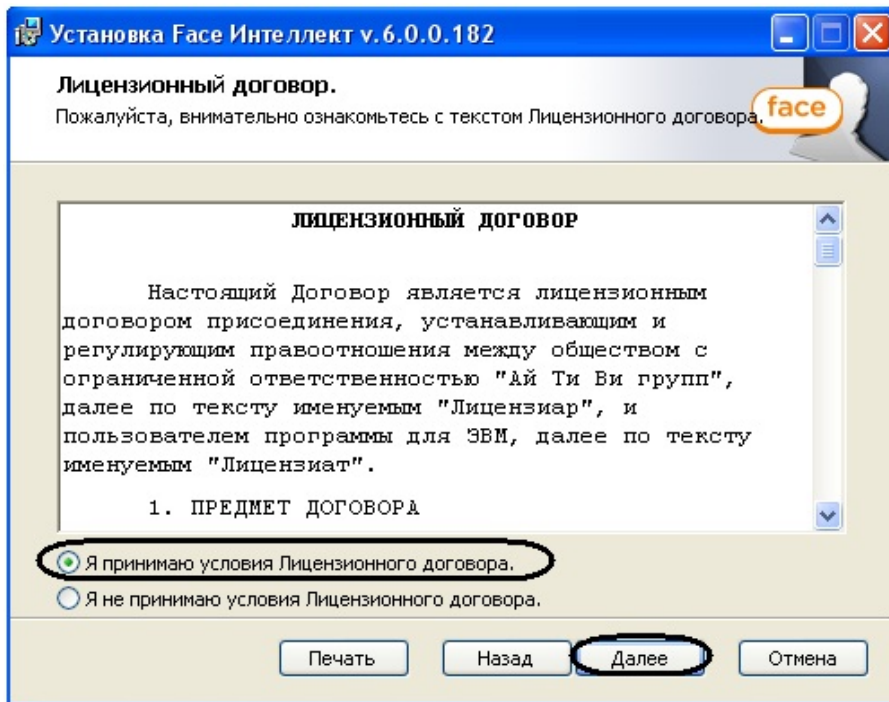 Установка Face Интеллект v.6.0.0.182
Лицензионный договор.
Пожалуйста, внимательно ознакомьтесь с текстом Лицензионного договора.
face
ЛИЦЕНЗИОННЫЙ ДОГОВОР
Настоящий Договор является лицензионным
договором присоединения, устанавливающим и
регулирующим правоотношения между обществом с
ограниченной ответственностью "Ай Ти Ви групп",
далее по тексту именуемым "Лицензиар", и
пользователем программы для ЭВМ, далее по тексту
именуемым "Лицензиат".
1. ПРЕДМЕТ ДОГОВОРА
Я принимаю условия Лицензионного договора.
Я не принимаю условия Лицензионного договора.
Печать Назад Далее Отмена